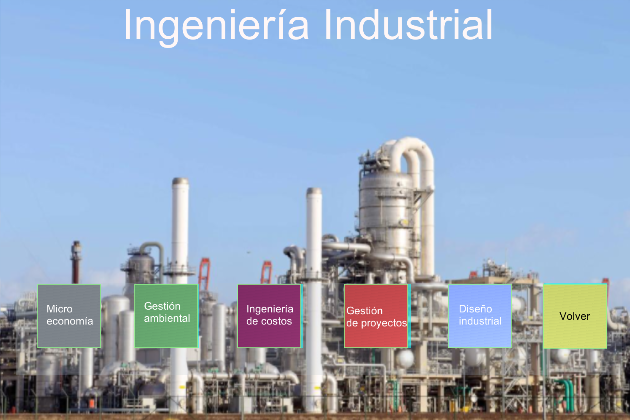 Ingeniería Industrial
Micro
economía
Gestión
ambiental
Ingeniería
de costos
Gestión
de proyectos
Diseño
industrial
Volver